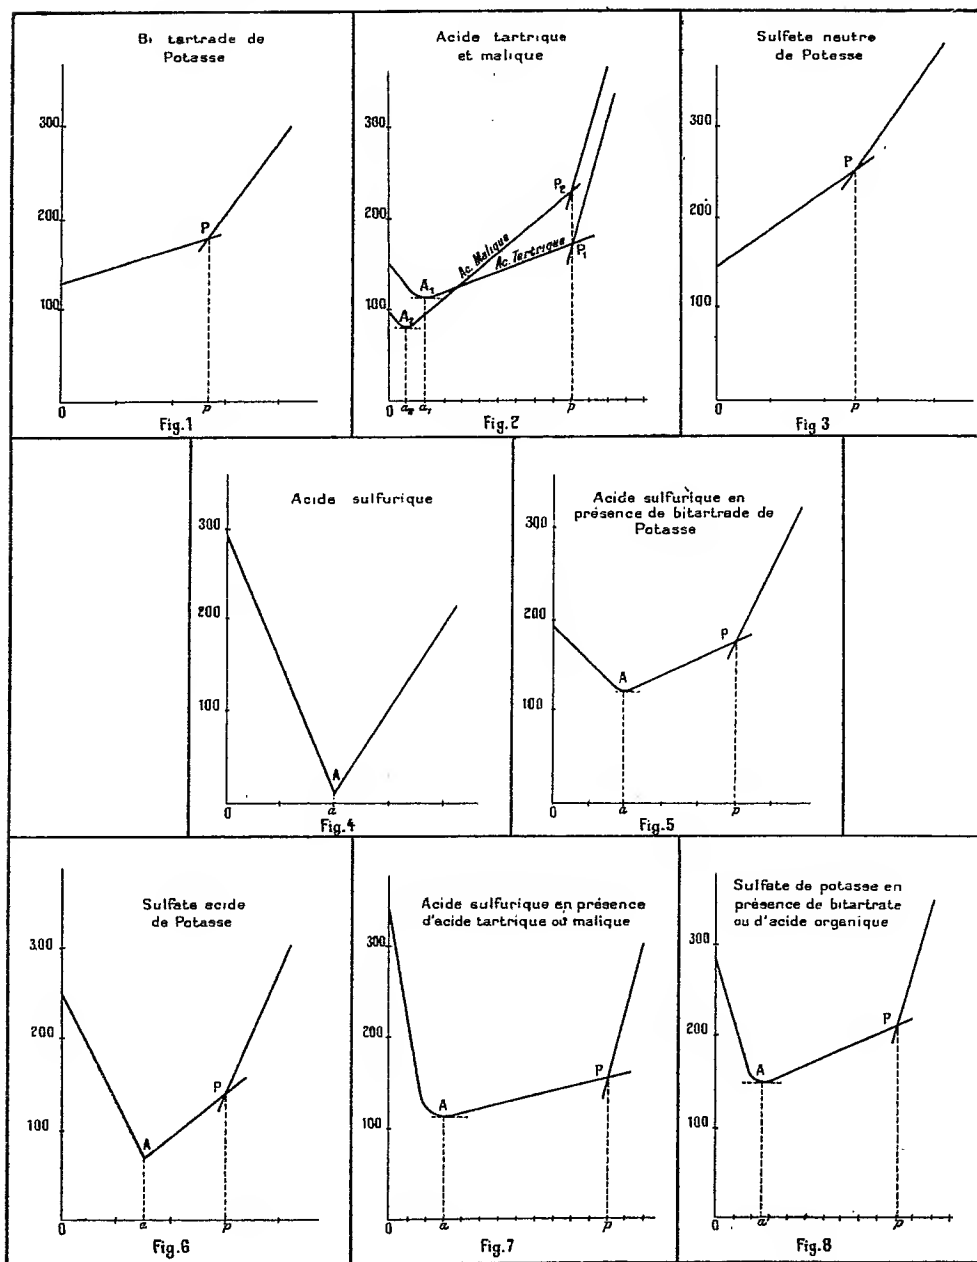 Bi tartrade de
Potasse
300
200
100
P
0
p
Fig.1
Acide tartrique
et malique
300
200
100
P2
P1
Ac. Malique
Ac. Tartrique
A1
A2
0
a2 a1
p
Fig.2
Sulfate neutre
de Potasse
300
200
100
P
0
p
Fig 3
Acide sulfurique
300
200
100
A
0
a
Fig.4
Acide sulfurique en
présence de bitartrade de
Potasse
300
200
100
P
A
0
a
p
Fig.5
Sulfate acide
de Potasse
300
200
100
P
A
0
a
p
Fig.6
Acide sulfurique en présence
d'acide tartrique où malique
300
200
100
P
A
0
a
p
Fig.7
Sulfate de potasse en
présence de bitartrate
ou d'acide organique
300
200
100
P
A
0
a
p
Fig.8